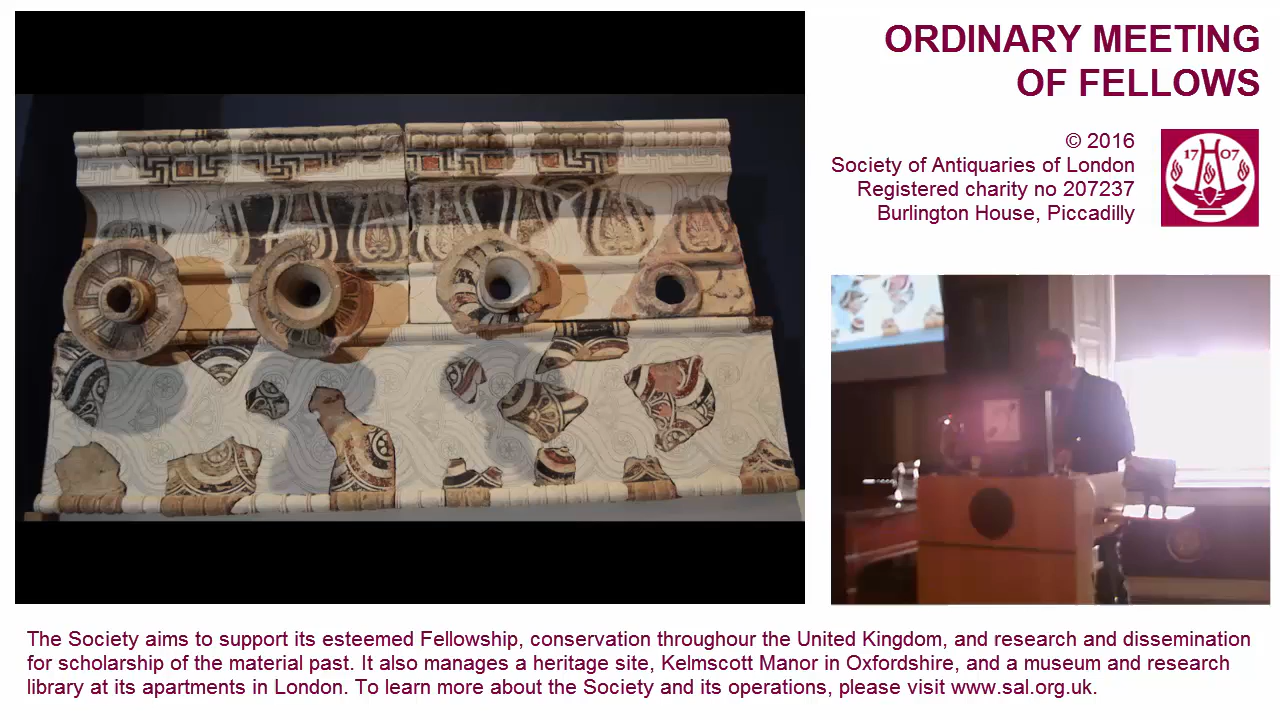 ORDINARY MEETING
OF FELLOWS
© 2016
Society of Antiquaries of London
Registered charity no 207237
Burlington House, Piccadilly
17 07
The Society aims to support its esteemed Fellowship, conservation throughour the United Kingdom, and research and dissemination
for scholarship of the material past. It also manages a heritage site, Kelmscott Manor in Oxfordshire, and a museum and research
library at its apartments in London. To learn more about the Society and its operations, please visit www.sal.org.uk.